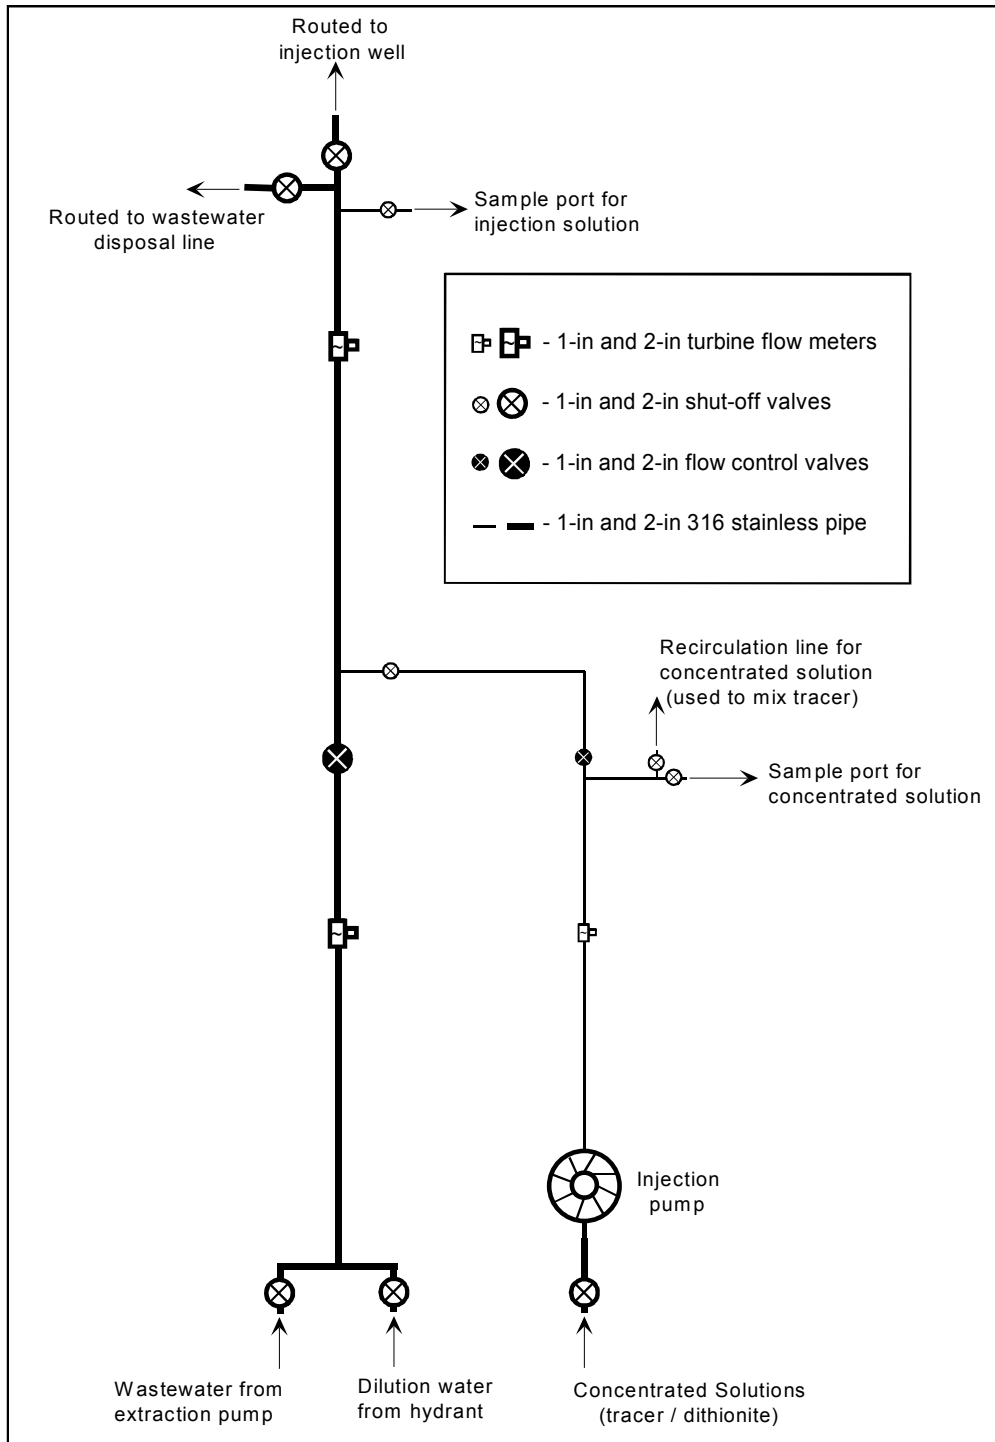 Routed to
injection well
Routed to wastewater
disposal line
Sample port for
injection solution
- 1-in and 2-in turbine flow meters
- 1-in and 2-in shut-off valves
- 1-in and 2-in flow control valves
- 1-in and 2-in 316 stainless pipe
Recirculation line for
concentrated solution
(used to mix tracer)
Sample port for
concentrated solution
Injection
pump
Wastewater from
extraction pump
Dilution water
from hydrant
Concentrated Solutions
(tracer / dithionite)